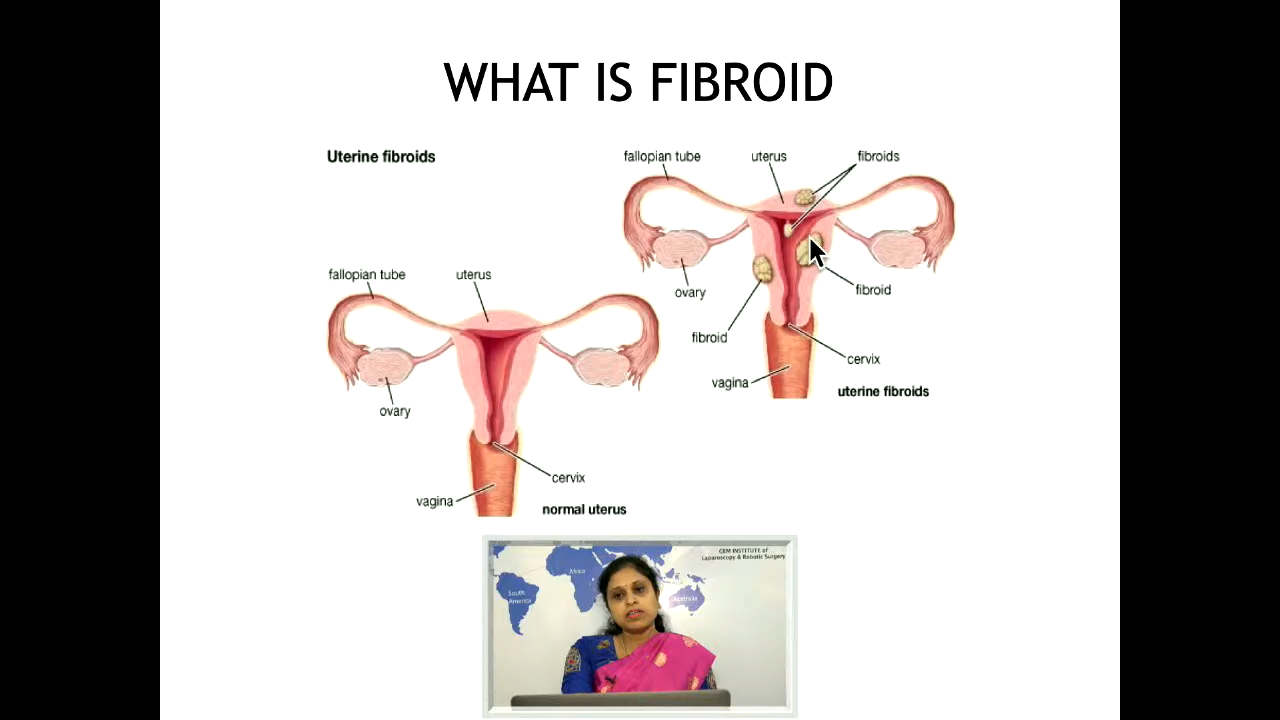 WHAT IS FIBROID
Uterine fibroids
fallopian tube
uterus
fibroids
ovary
fibroid
fibroid
cervix
vagina
uterine fibroids
fallopian tube
uterus
ovary
cervix
vagina
normal uterus
GEM INSTITUTE of
Laparoscopy & Robotic Surgery
Africa
South
America
Australia